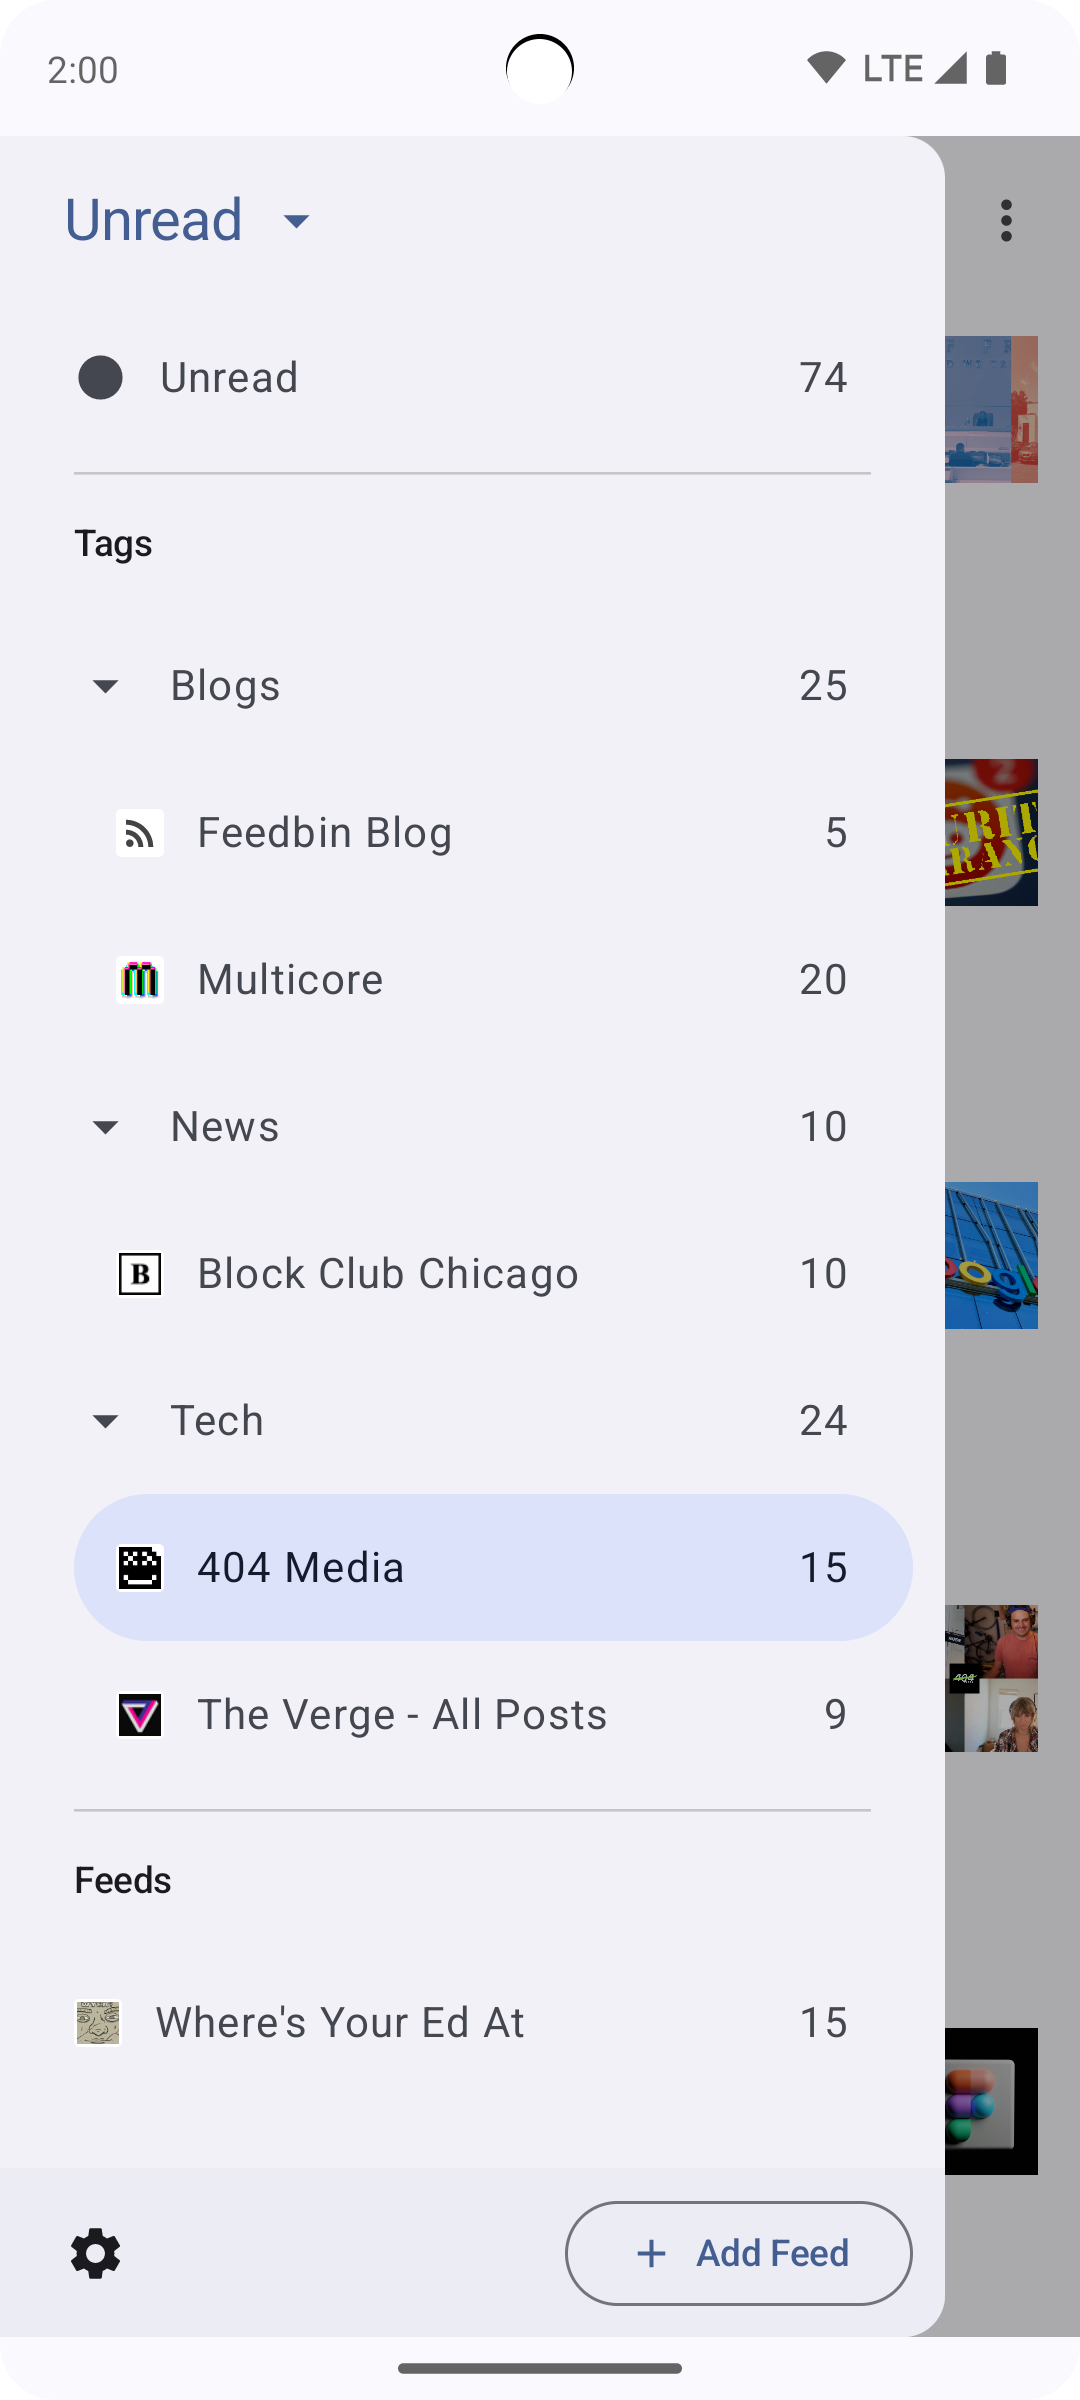 2:00
LTE
Unread
Unread 74
Tags
Blogs 25
Feedbin Blog 5
Multicore 20
News 10
B Block Club Chicago 10
Tech 24
404 Media 15
The Verge - All Posts 9
Feeds
Where's Your Ed At 15
+ Add Feed